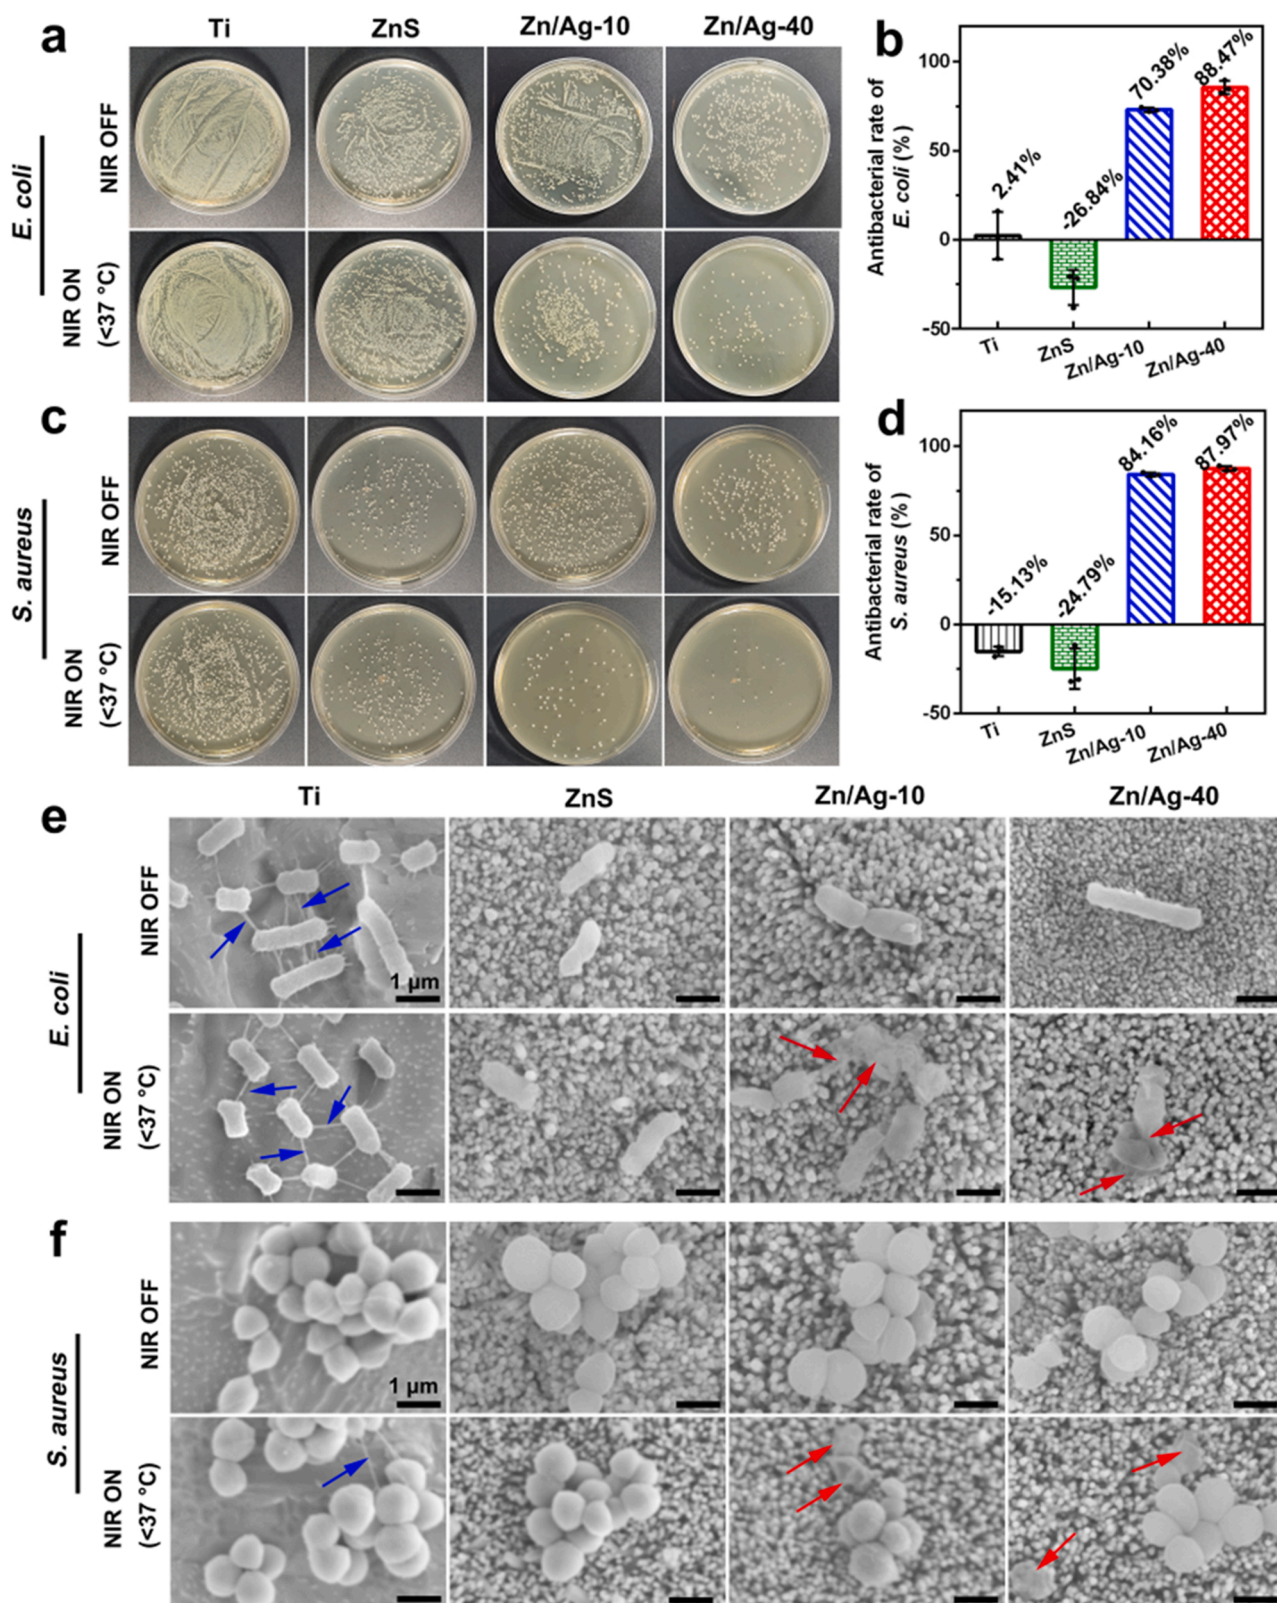 a
Ti ZnS Zn/Ag-10 Zn/Ag-40
E. coli
NIR OFF
NIR ON
(<37 °C)
b
Antibacterial rate of
E. coli (%)
100
50
0
-50
2.41%
-26.84%
70.38%
88.47%
Ti ZnS Zn/Ag-10 Zn/Ag-40
c
S. aureus
NIR OFF
NIR ON
(<37 °C)
d
Antibacterial rate of
S. aureus (%)
100
50
0
-50
-15.13%
-24.79%
84.16%
87.97%
Ti ZnS Zn/Ag-10 Zn/Ag-40
e
Ti ZnS Zn/Ag-10 Zn/Ag-40
E. coli
NIR OFF
1 µm
NIR ON
(<37 °C)
f
S. aureus
NIR OFF
1 µm
NIR ON
(<37 °C)